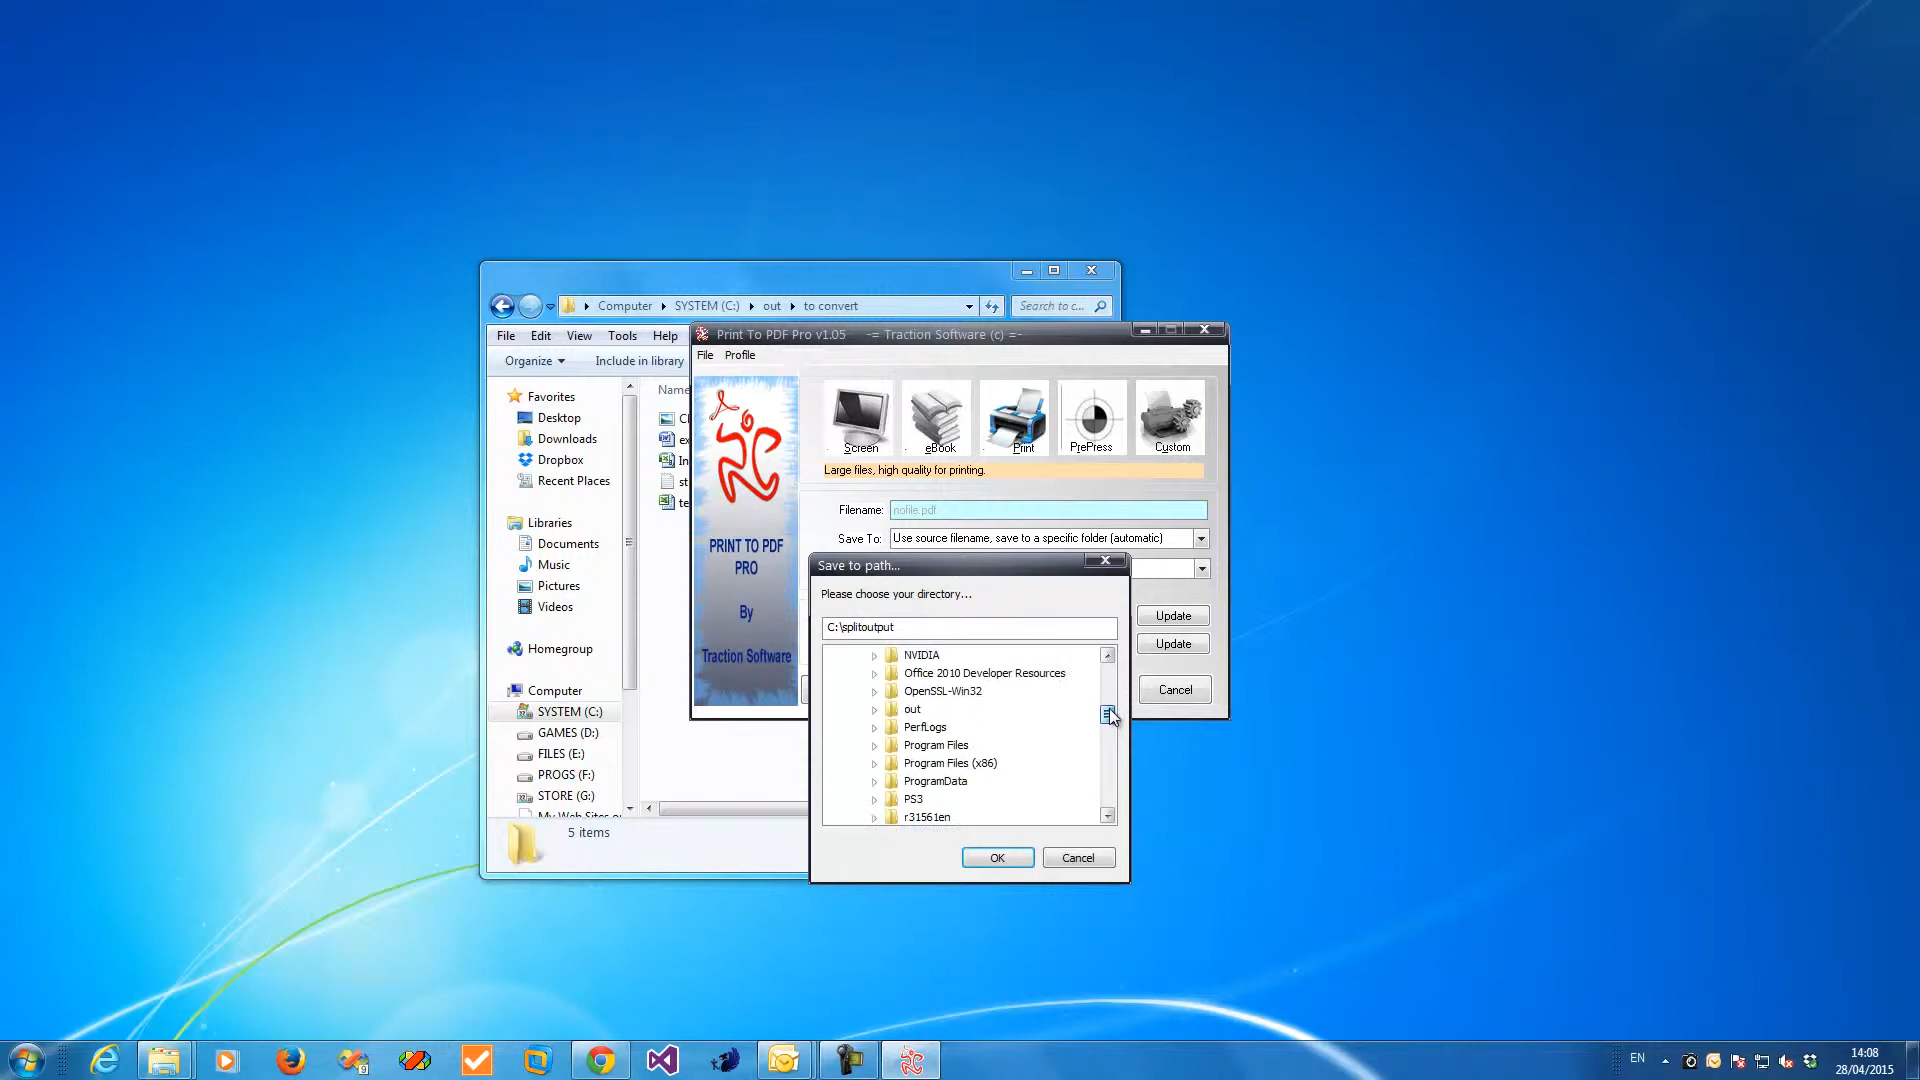 Computer SYSTEM (C:) out to convert
Search to c...
File Edit View Tools Help
Organize Include in library
Favorites
Desktop
Downloads
Dropbox
Recent Places
Libraries
Documents
Music
Pictures
Videos
Homegroup
Computer
SYSTEM (C:)
GAMES (D:)
FILES (E:)
PROGS (F:)
STORE (G:)
Name
5 items
Print To PDF Pro v1.05 -= Traction Software (c) =-
File Profile
PRINT TO PDF
PRO
By
Traction Software
Screen eBook Print PrePress Custom
Large files, high quality for printing.
Filename: nofile.pdf
Save To: Use source filename, save to a specific folder (automatic)
Update
Update
Cancel
Save to path...
Please choose your directory...
C:\splitoutput
NVIDIA
Office 2010 Developer Resources
OpenSSL-Win32
out
PerfLogs
Program Files
Program Files (x86)
ProgramData
PS3
r31561en
OK Cancel
9
EN
14:08
28/04/2015